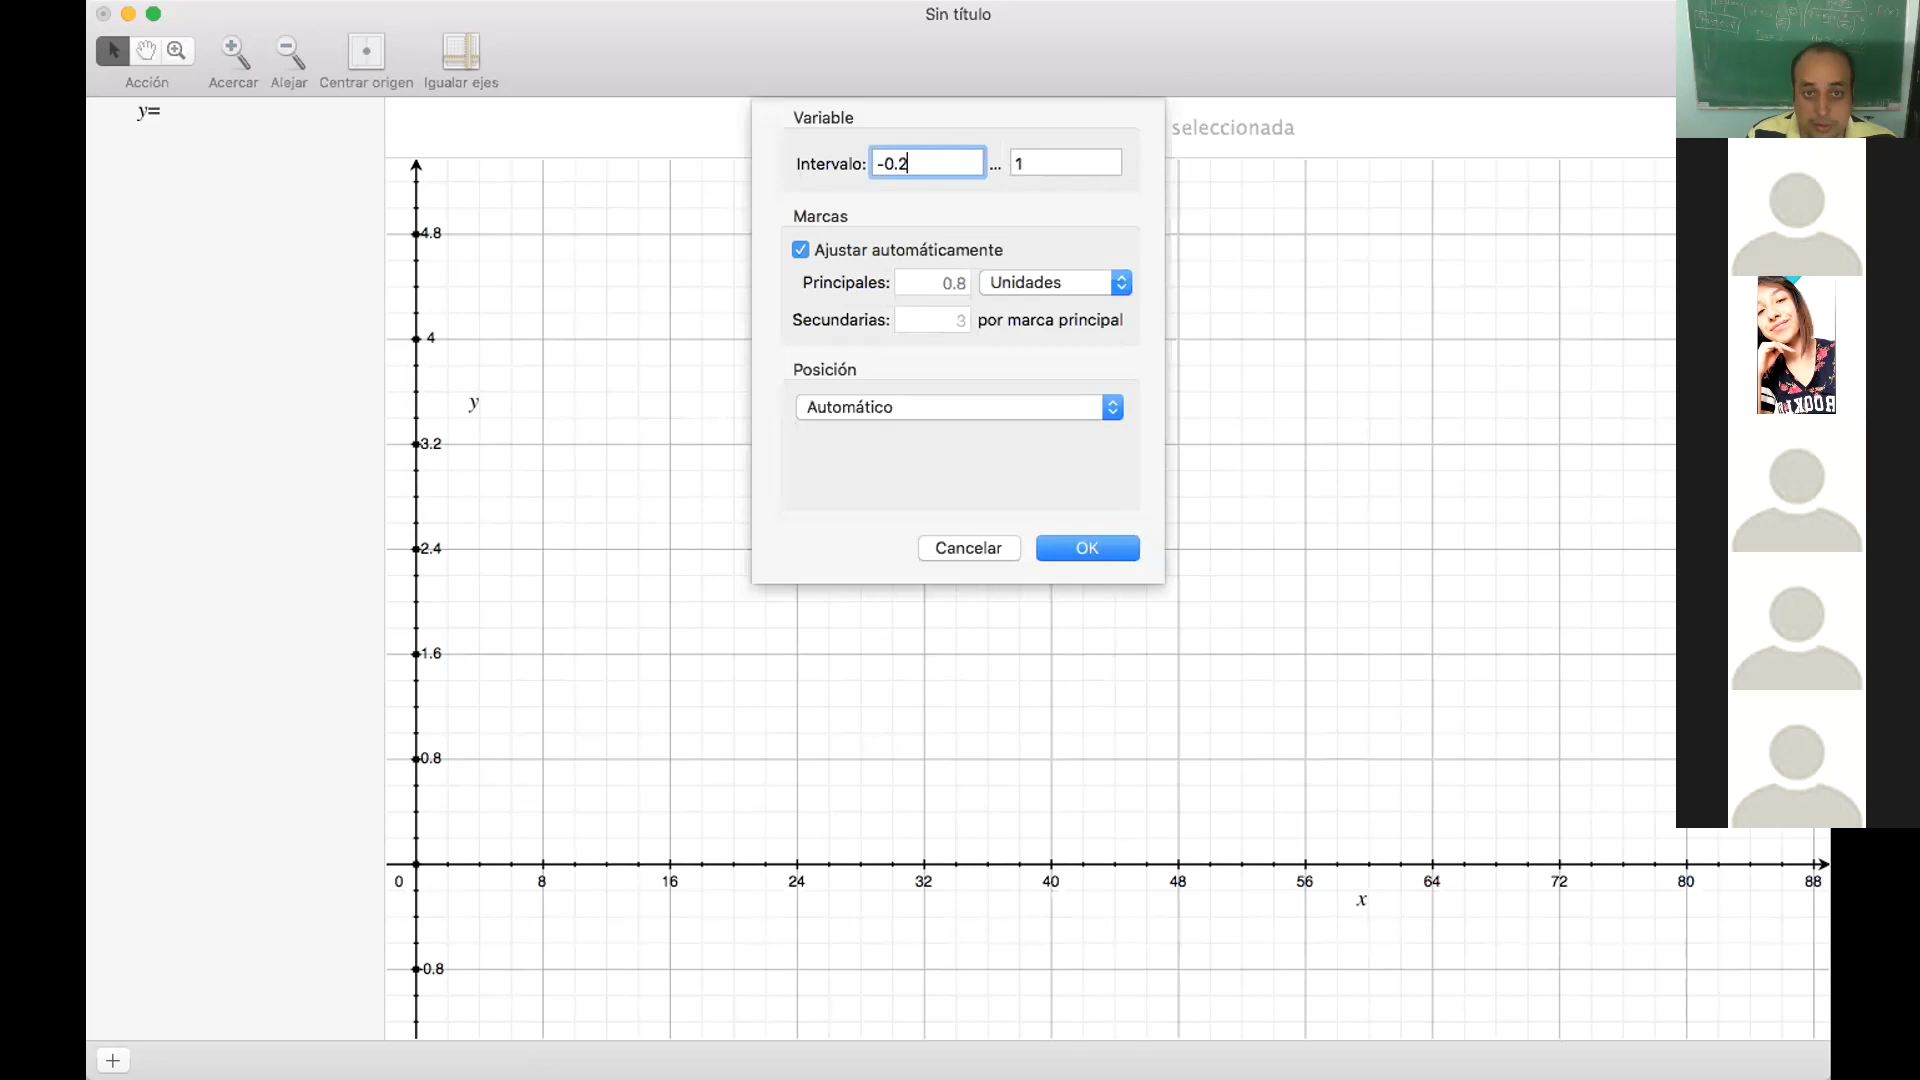 Sin título
Acción
Acercar
Alejar
Centrar origen
Igualar ejes
y=
seleccionada
Variable
Intervalo: -0.2 ... 1
Marcas
Ajustar automáticamente
Principales: 0.8 Unidades
Secundarias: 3 por marca principal
Posición
Automático
Cancelar
OK
4.8
4
y
3.2
2.4
1.6
0.8
0 8 16 24 32 40 48 56 64 72 80 88
x
-0.8